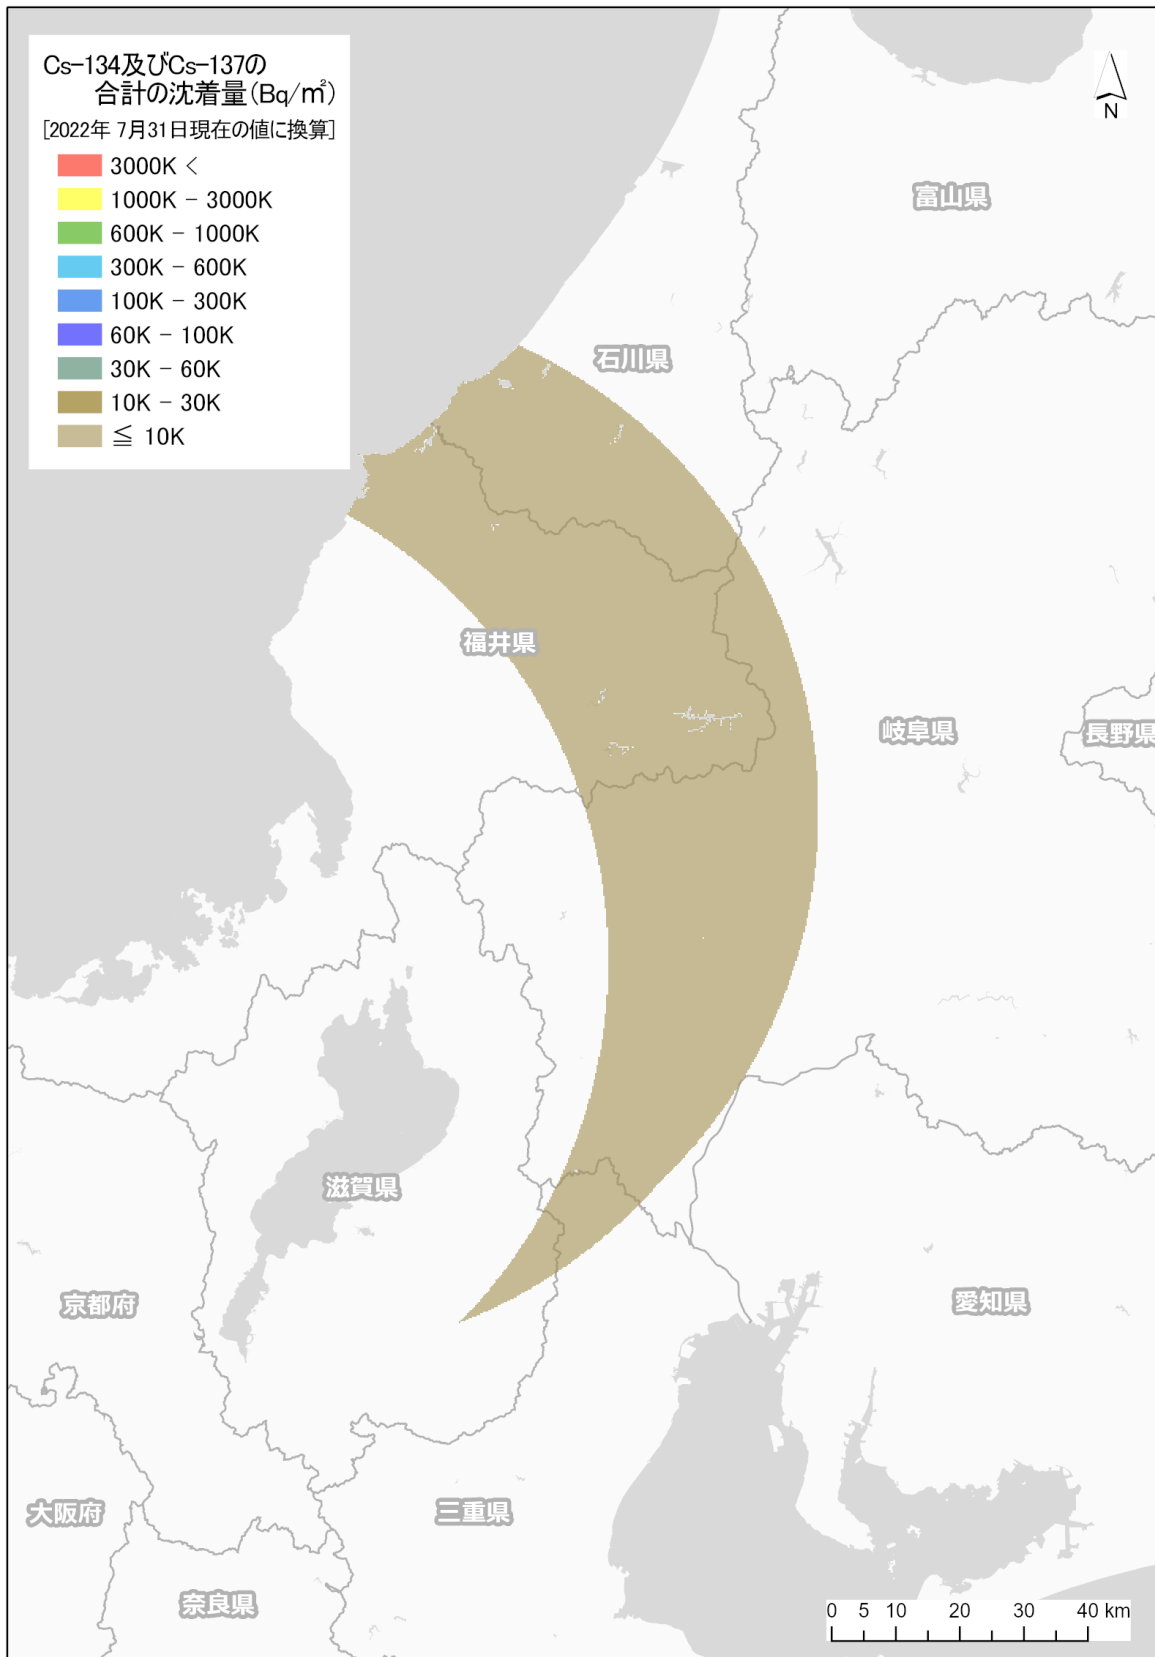 Cs-134及びCs-137の
合計の沈着量(Bq/㎡)
[2022年 7月31日現在の値に換算]
3000K <
1000K - 3000K
600K - 1000K
300K - 600K
100K - 300K
60K - 100K
30K - 60K
10K - 30K
≦ 10K
N
富山県
石川県
福井県
岐阜県
長野県
滋賀県
京都府
愛知県
大阪府
三重県
奈良県
0 5 10 20 30 40 km